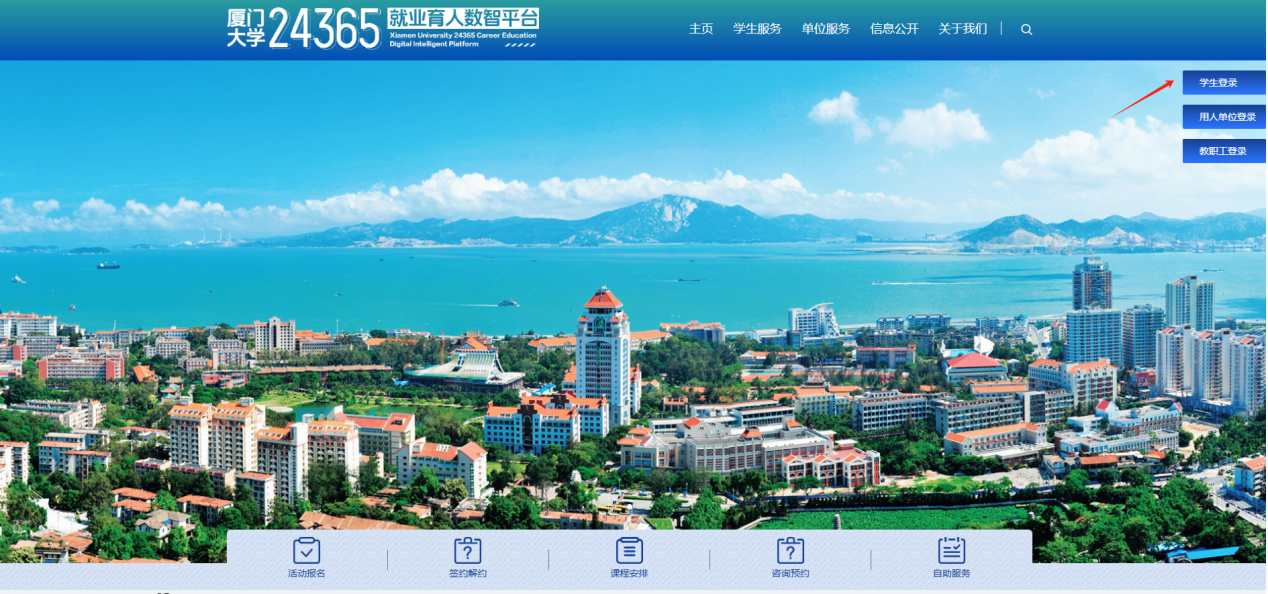 厦门
大学
24365
就业育人数智平台
Xiamen University 24365 Career Education
Digital Intelligent Platform
主页
学生服务
单位服务
信息公开
关于我们
学生登录
用人单位登录
教职工登录
活动报名
签约解约
课程安排
咨询预约
自助服务